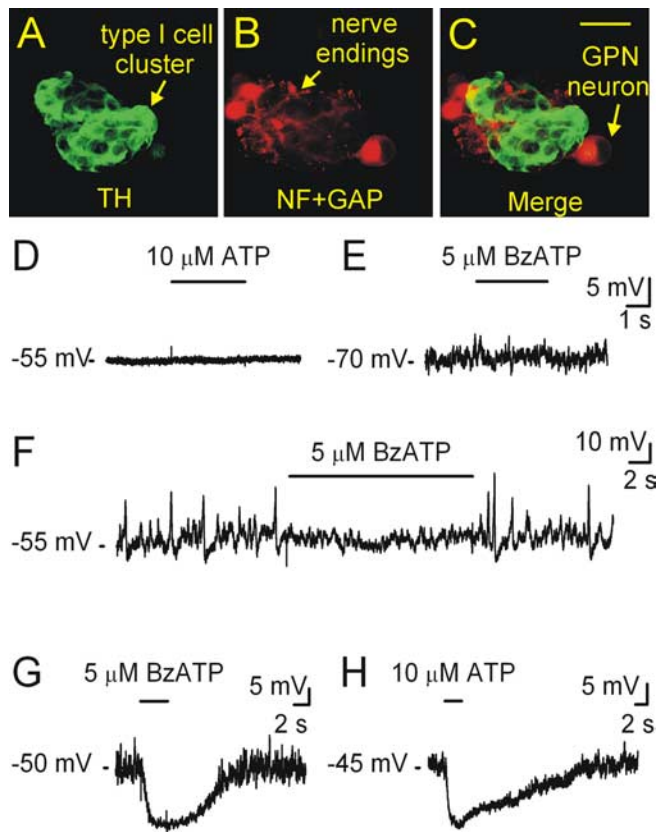 A
type I cell
cluster
TH
B
nerve
endings
NF+GAP
C
GPN
neuron
Merge
D
10 μM ATP
-55 mV
E
5 μM BzATP
5 mV
1 s
-70 mV
F
5 μM BzATP
10 mV
2 s
-55 mV
G
5 μM BzATP
5 mV
2 s
-50 mV
H
10 μM ATP
5 mV
2 s
-45 mV